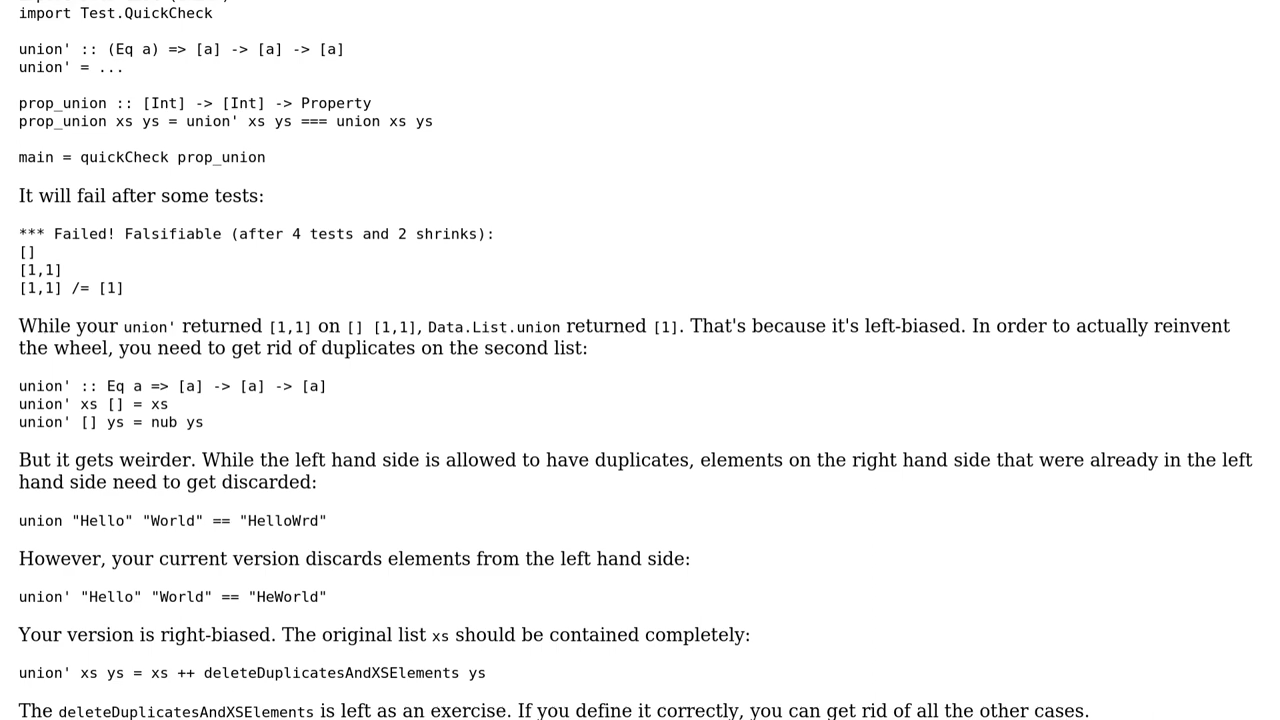 import Test.QuickCheck
union' :: (Eq a) => [a] -> [a] -> [a]
union' = ...
prop_union :: [Int] -> [Int] -> Property
prop_union xs ys = union' xs ys === union xs ys
main = quickCheck prop_union
It will fail after some tests:
*** Failed! Falsifiable (after 4 tests and 2 shrinks):
[]
[1,1]
[1,1] /= [1]
While your union' returned [1,1] on [] [1,1], Data.List.union returned [1]. That's because it's left-biased. In order to actually reinvent
the wheel, you need to get rid of duplicates on the second list:
union' :: Eq a => [a] -> [a] -> [a]
union' xs [] = xs
union' [] ys = nub ys
But it gets weirder. While the left hand side is allowed to have duplicates, elements on the right hand side that were already in the left
hand side need to get discarded:
union "Hello" "World" == "HelloWrd"
However, your current version discards elements from the left hand side:
union' "Hello" "World" == "HeWorld"
Your version is right-biased. The original list xs should be contained completely:
union' xs ys = xs ++ deleteDuplicatesAndXSElements ys
The deleteDuplicatesAndXSElements is left as an exercise. If you define it correctly, you can get rid of all the other cases.